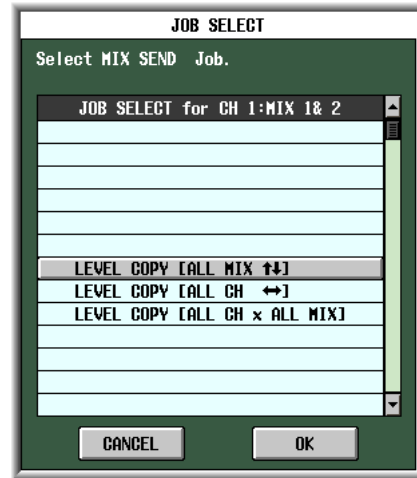 JOB SELECT
Select MIX SEND Job.
JOB SELECT for CH 1:MIX 1& 2
LEVEL COPY [ALL MIX ↑↓]
LEVEL COPY [ALL CH ↔]
LEVEL COPY [ALL CH x ALL MIX]
CANCEL OK